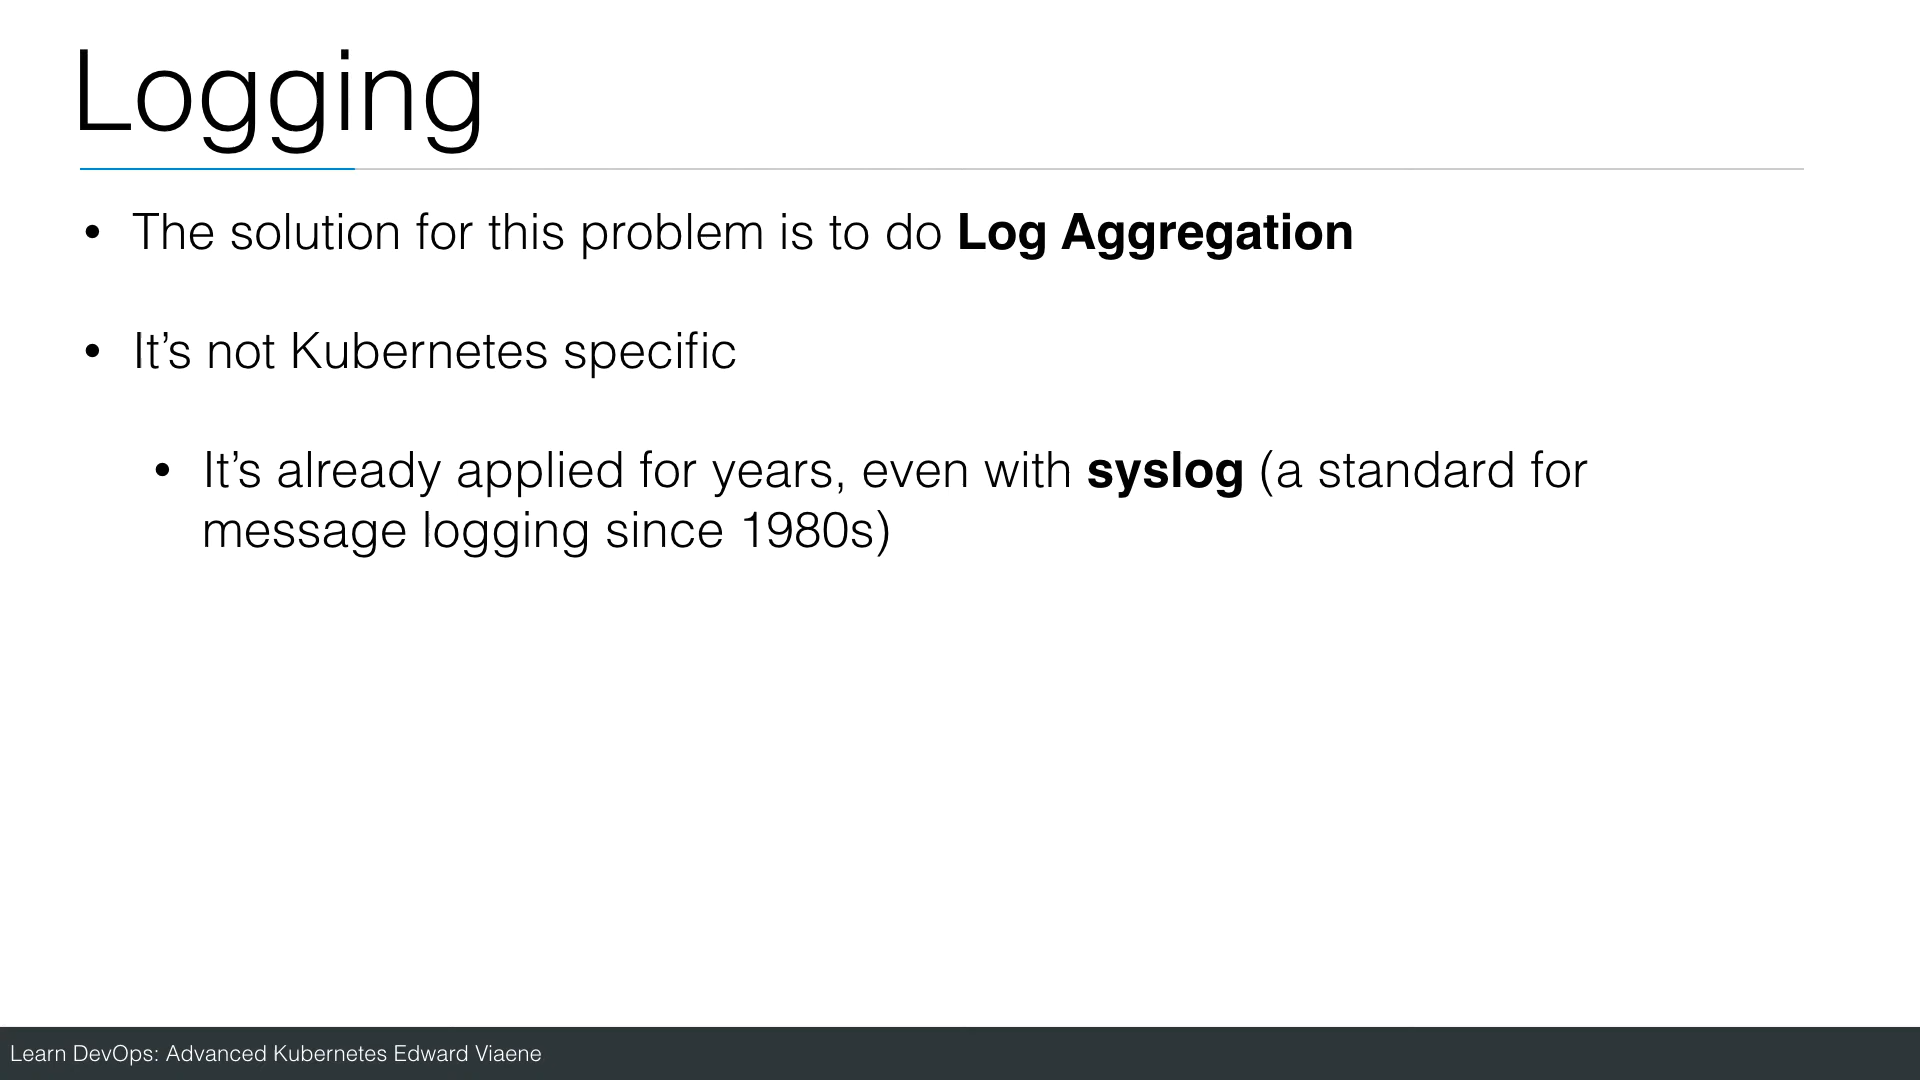 Logging
• The solution for this problem is to do Log Aggregation
• It’s not Kubernetes specific
• It’s already applied for years, even with syslog (a standard for
message logging since 1980s)
Learn DevOps: Advanced Kubernetes Edward Viaene